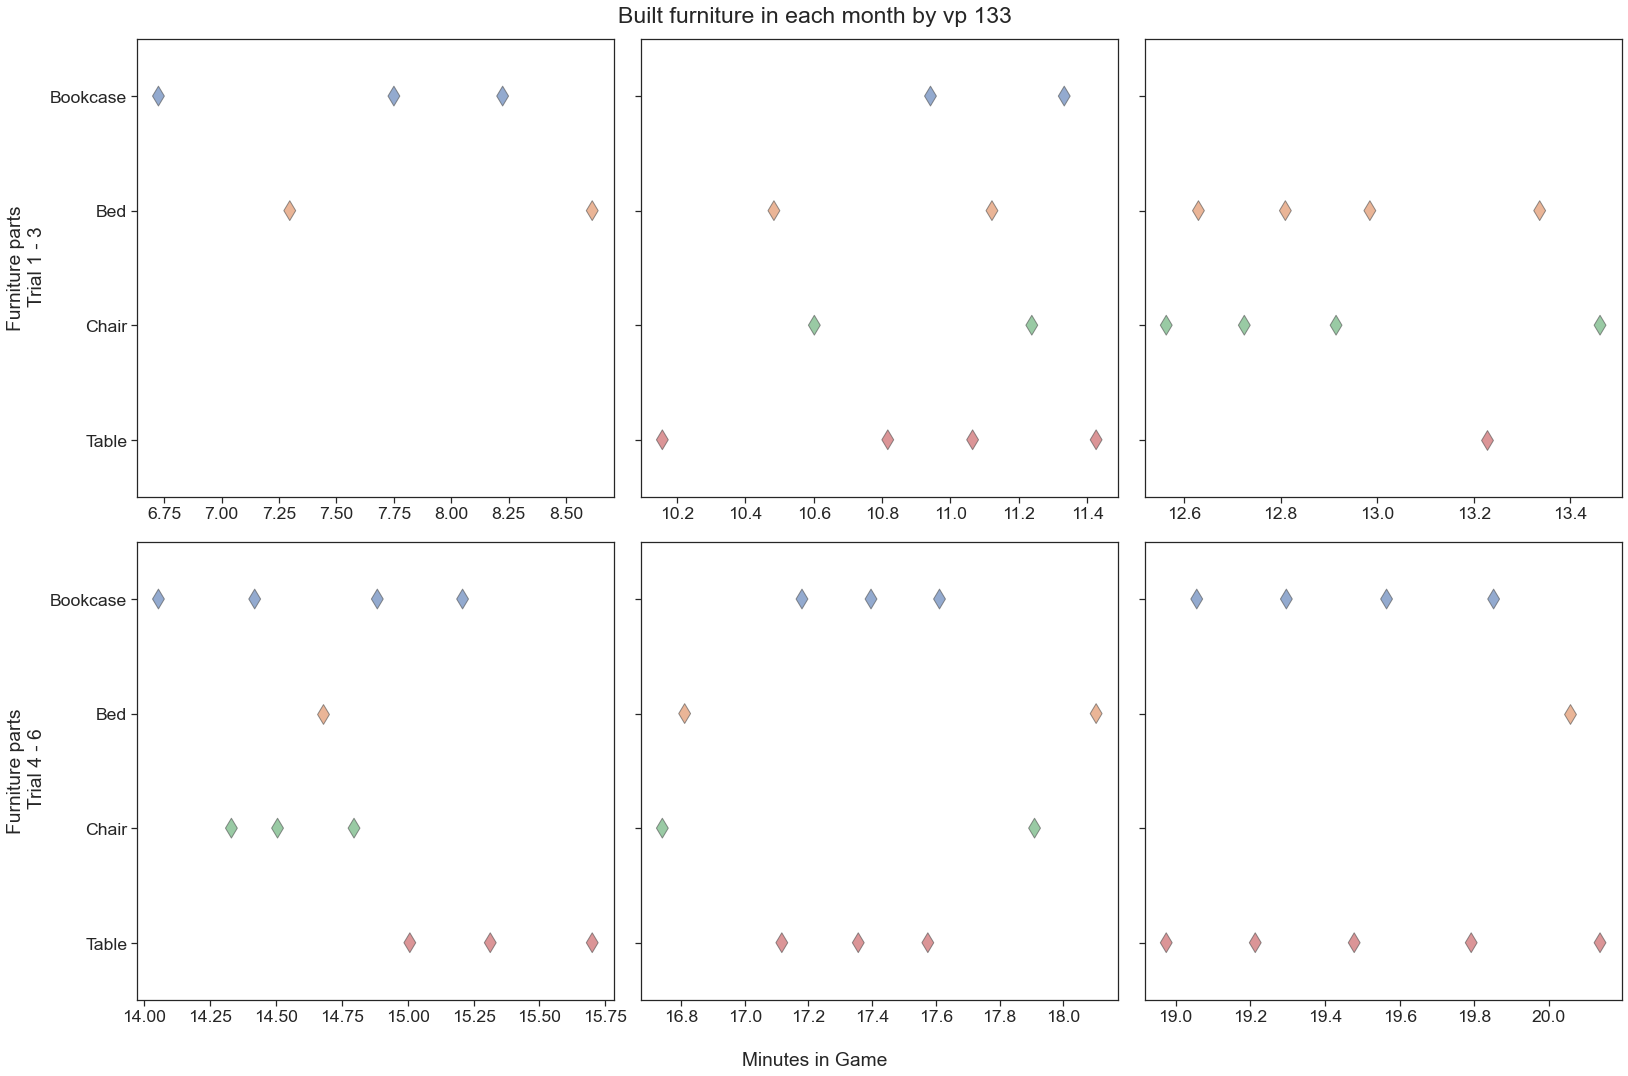 Built furniture in each month by vp 133
Furniture parts
Trial 1 - 3
Bookcase
Bed
Chair
Table
6.75 7.00 7.25 7.50 7.75 8.00 8.25 8.50
10.2 10.4 10.6 10.8 11.0 11.2 11.4
12.6 12.8 13.0 13.2 13.4
Furniture parts
Trial 4 - 6
Bookcase
Bed
Chair
Table
14.00 14.25 14.50 14.75 15.00 15.25 15.50 15.75
16.8 17.0 17.2 17.4 17.6 17.8 18.0
19.0 19.2 19.4 19.6 19.8 20.0
Minutes in Game